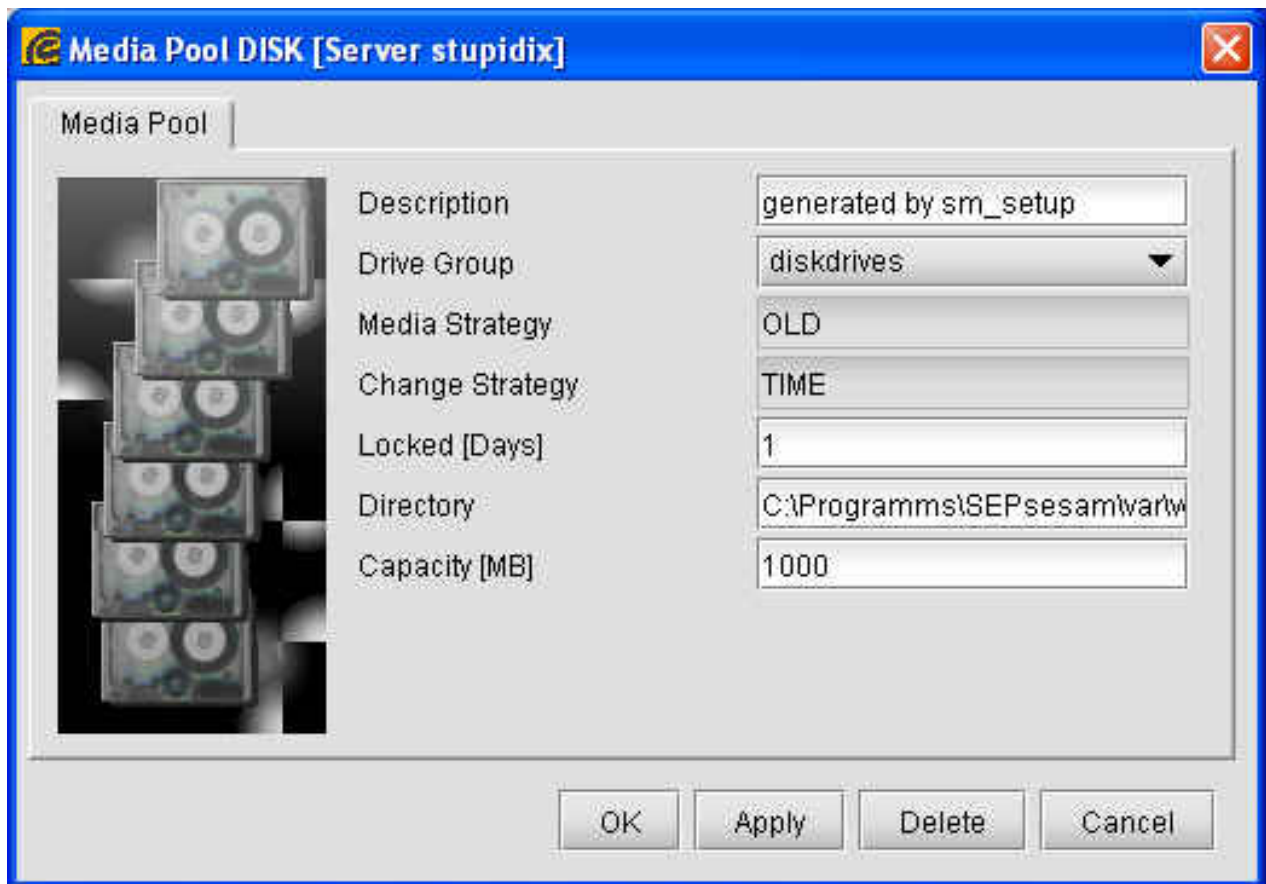 Media Pool DISK [Server stupidix]
Media Pool
Description generated by sm_setup
Drive Group diskdrives
Media Strategy OLD
Change Strategy TIME
Locked [Days] 1
Directory C:\Programms\SEPsesam\var\w
Capacity [MB] 1000
OK Apply Delete Cancel